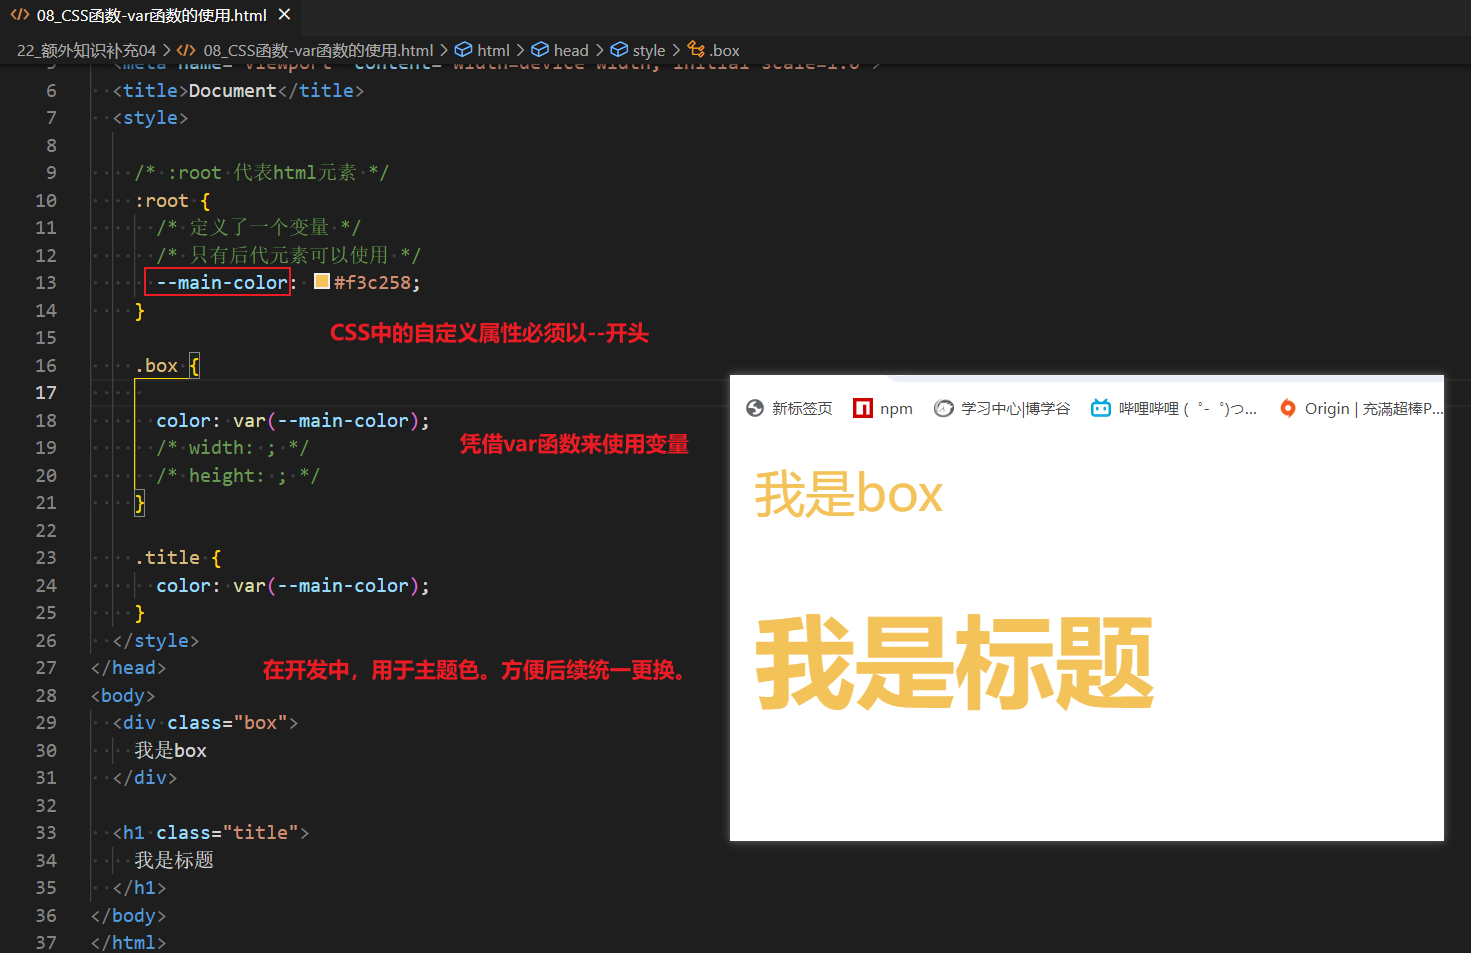 08_CSS函数-var函数的使用.html ×
22_额外知识补充04 > 08_CSS函数-var函数的使用.html > html > head > style > .box
5 <meta name="viewport" content="width=device-width, initial-scale=1.0">
6 <title>Document</title>
7 <style>
8
9 /* :root 代表html元素 */
10 :root {
11 /* 定义了一个变量 */
12 /* 只有后代元素可以使用 */
13 --main-color: #f3c258;
14 }
CSS中的自定义属性必须以--开头
15
16 .box {
17
18 color: var(--main-color);
凭借var函数来使用变量
19 /* width: ; */
20 /* height: ; */
21 }
22
23 .title {
24 color: var(--main-color);
25 }
26 </style>
27 </head>
在开发中，用于主题色。方便后续统一更换。
28 <body>
29 <div class="box">
30 我是box
31 </div>
32
33 <h1 class="title">
34 我是标题
35 </h1>
36 </body>
37 </html>
新标签页 npm 学习中心|博学谷 哔哩哔哩 ( ゜- ゜)つ... Origin | 充满超棒P...
我是box
我是标题